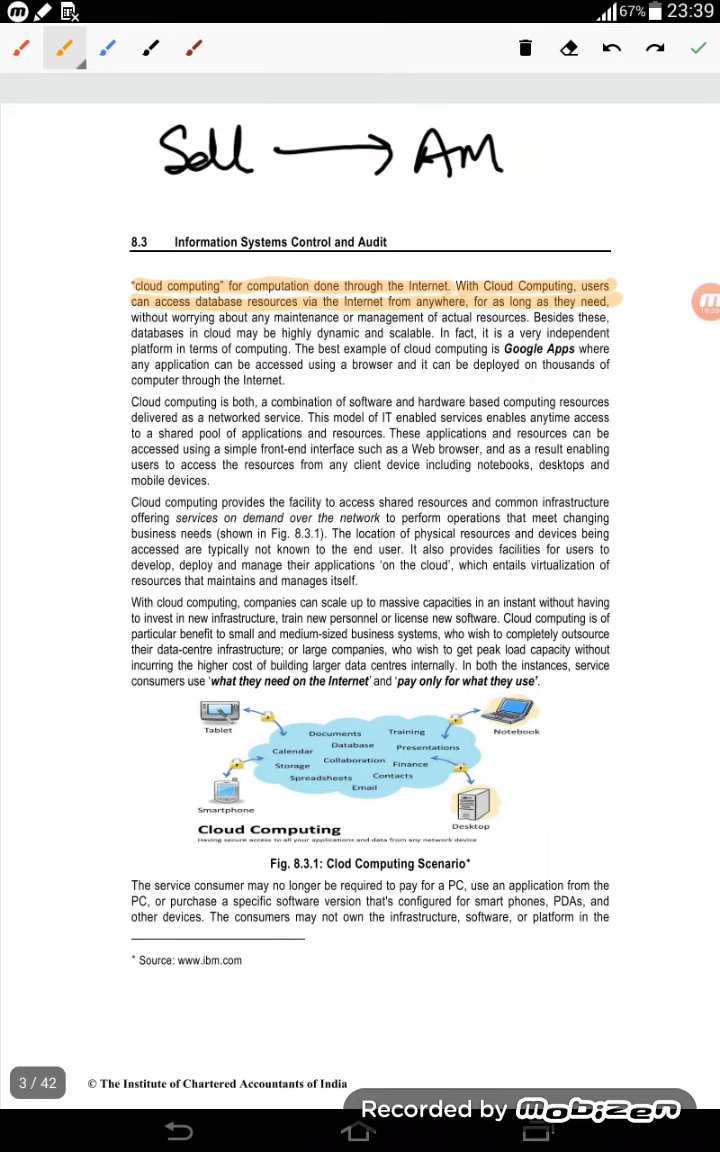 67% 23:39
Sell → AM
8.3 Information Systems Control and Audit
"cloud computing" for computation done through the Internet. With Cloud Computing, users
can access database resources via the Internet from anywhere, for as long as they need,
without worrying about any maintenance or management of actual resources. Besides these,
databases in cloud may be highly dynamic and scalable. In fact, it is a very independent
platform in terms of computing. The best example of cloud computing is Google Apps where
any application can be accessed using a browser and it can be deployed on thousands of
computer through the Internet.
Cloud computing is both, a combination of software and hardware based computing resources
delivered as a networked service. This model of IT enabled services enables anytime access
to a shared pool of applications and resources. These applications and resources can be
accessed using a simple front-end interface such as a Web browser, and as a result enabling
users to access the resources from any client device including notebooks, desktops and
mobile devices.
Cloud computing provides the facility to access shared resources and common infrastructure
offering services on demand over the network to perform operations that meet changing
business needs (shown in Fig. 8.3.1). The location of physical resources and devices being
accessed are typically not known to the end user. It also provides facilities for users to
develop, deploy and manage their applications 'on the cloud', which entails virtualization of
resources that maintains and manages itself.
With cloud computing, companies can scale up to massive capacities in an instant without having
to invest in new infrastructure, train new personnel or license new software. Cloud computing is of
particular benefit to small and medium-sized business systems, who wish to completely outsource
their data-centre infrastructure; or large companies, who wish to get peak load capacity without
incurring the higher cost of building larger data centres internally. In both the instances, service
consumers use 'what they need on the Internet' and 'pay only for what they use'.
Tablet
Notebook
Documents Training
Calendar Database Presentations
Storage Collaboration Finance
Spreadsheets Contacts
Email
Smartphone
Desktop
Cloud Computing
Having secure access to all your applications and data from any network device
Fig. 8.3.1: Clod Computing Scenario*
The service consumer may no longer be required to pay for a PC, use an application from the
PC, or purchase a specific software version that's configured for smart phones, PDAs, and
other devices. The consumers may not own the infrastructure, software, or platform in the
* Source: www.ibm.com
3 / 42
© The Institute of Chartered Accountants of India
Recorded by mobizen